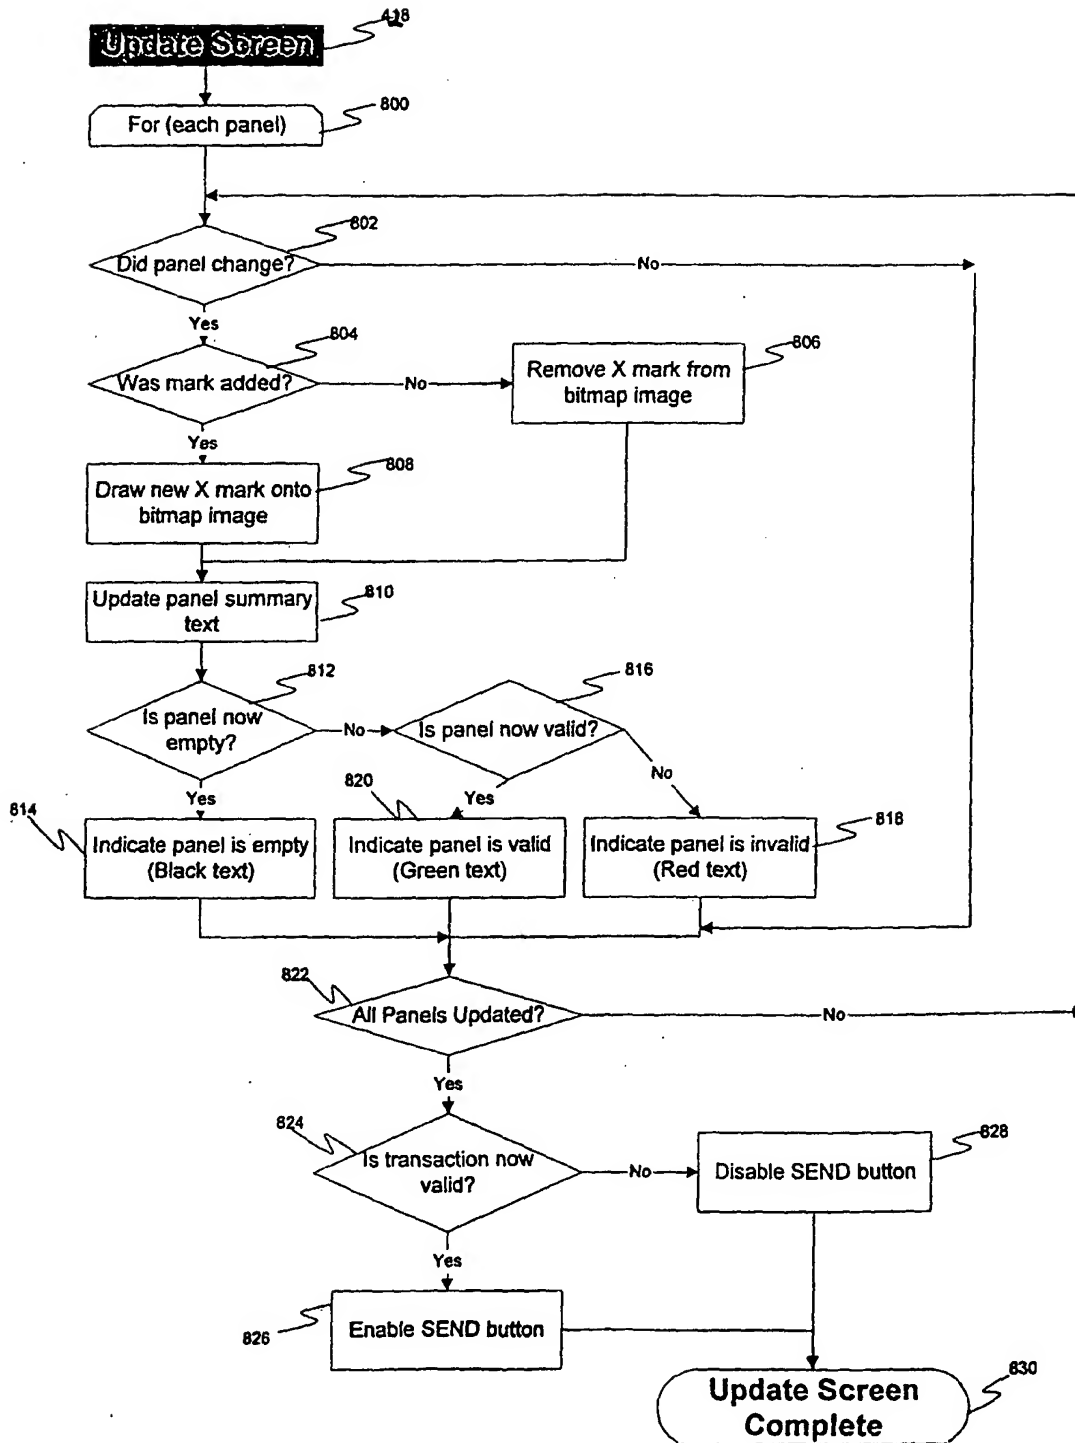 418
Update Screen
800
For (each panel)
802
Did panel change?
No
Yes
804
Was mark added?
No
806
Remove X mark from
bitmap image
Yes
808
Draw new X mark onto
bitmap image
810
Update panel summary
text
812
Is panel now
empty?
No
816
Is panel now valid?
No
Yes
Yes
814
Indicate panel is empty
(Black text)
820
Indicate panel is valid
(Green text)
818
Indicate panel is invalid
(Red text)
822
All Panels Updated?
No
Yes
824
Is transaction now
valid?
No
828
Disable SEND button
Yes
826
Enable SEND button
830
Update Screen
Complete